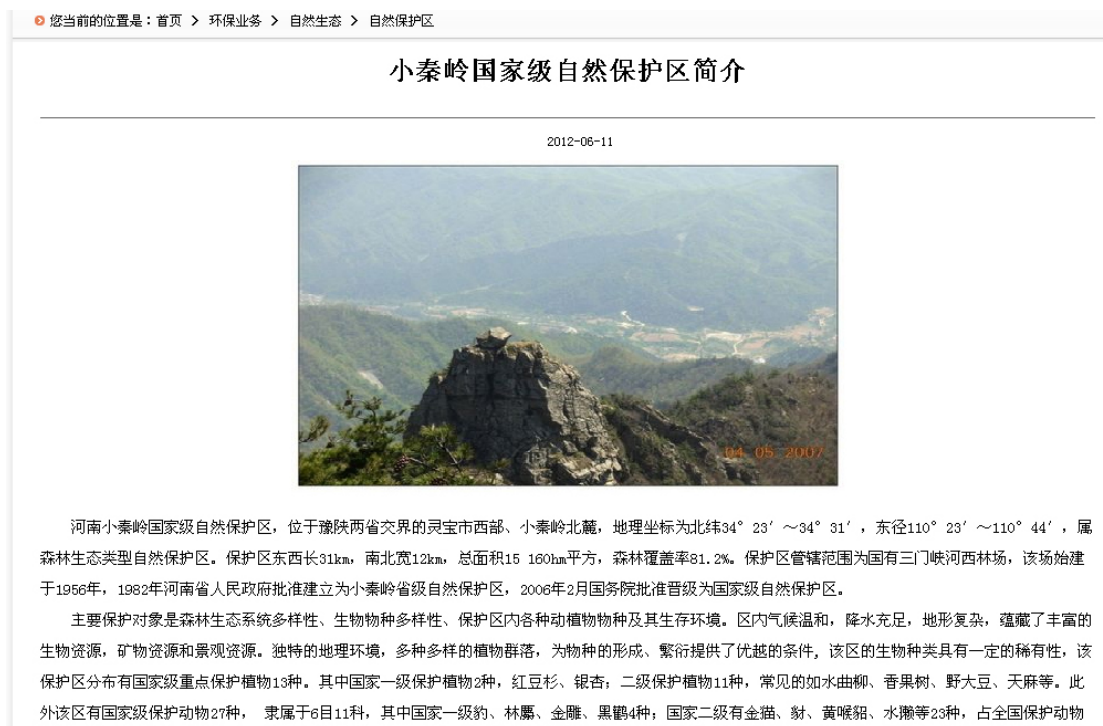 您当前的位置是：首页 > 环保业务 > 自然生态 > 自然保护区
小秦岭国家级自然保护区简介
2012-06-11
04 05 2007
河南小秦岭国家级自然保护区，位于豫陕两省交界的灵宝市西部、小秦岭北麓，地理坐标为北纬34°23′～34°31′，东径110°23′～110°44′，属
森林生态类型自然保护区。保护区东西长31km，南北宽12km，总面积15 160hm平方，森林覆盖率81.2%。保护区管辖范围为国有三门峡河西林场，该场始建
于1956年，1982年河南省人民政府批准建立为小秦岭省级自然保护区，2006年2月国务院批准晋级为国家级自然保护区。
主要保护对象是森林生态系统多样性、生物物种多样性、保护区内各种动植物物种及其生存环境。区内气候温和，降水充足，地形复杂，蕴藏了丰富的
生物资源，矿物资源和景观资源。独特的地理环境，多种多样的植物群落，为物种的形成、繁衍提供了优越的条件, 该区的生物种类具有一定的稀有性，该
保护区分布有国家级重点保护植物13种。其中国家一级保护植物2种，红豆杉、银杏；二级保护植物11种，常见的如水曲柳、香果树、野大豆、天麻等。此
外该区有国家级保护动物27种， 隶属于6目11科，其中国家一级豹、林麝、金雕、黑鹳4种；国家二级有金猫、豺、黄喉貂、水獭等23种，占全国保护动物